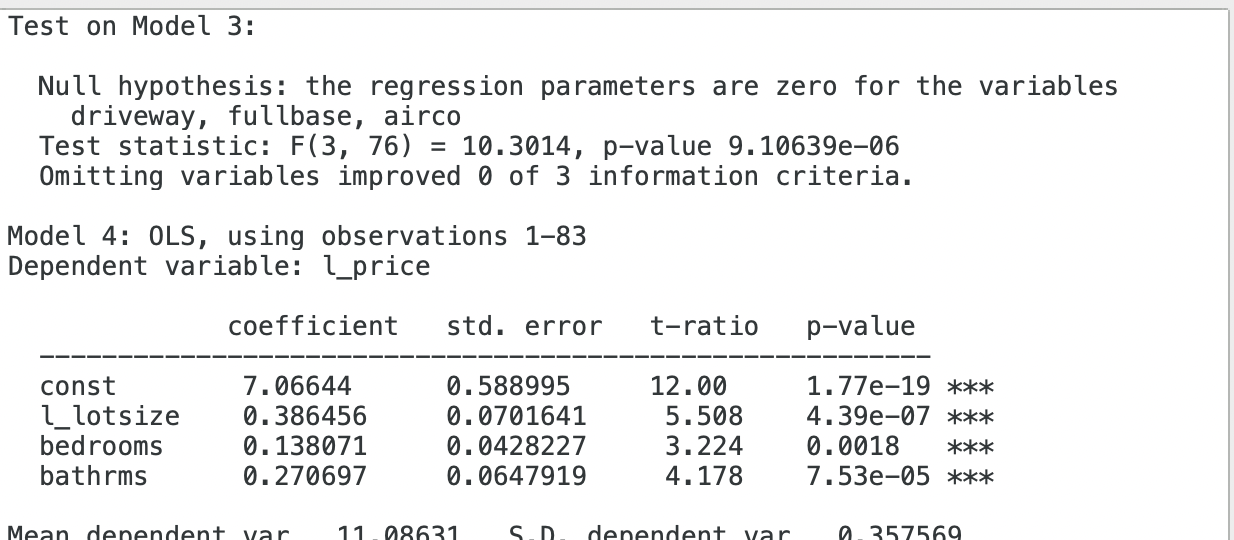 Test on Model 3:
Null hypothesis: the regression parameters are zero for the variables
driveway, fullbase, airco
Test statistic: F(3, 76) = 10.3014, p-value 9.10639e-06
Omitting variables improved 0 of 3 information criteria.
Model 4: OLS, using observations 1-83
Dependent variable: l_price
coefficient std. error t-ratio p-value
const 7.06644 0.588995 12.00 1.77e-19 ***
l_lotsize 0.386456 0.0701641 5.508 4.39e-07 ***
bedrooms 0.138071 0.0428227 3.224 0.0018 ***
bathrms 0.270697 0.0647919 4.178 7.53e-05 ***
Mean dependent var 11.08631 S.D. dependent var 0.357569